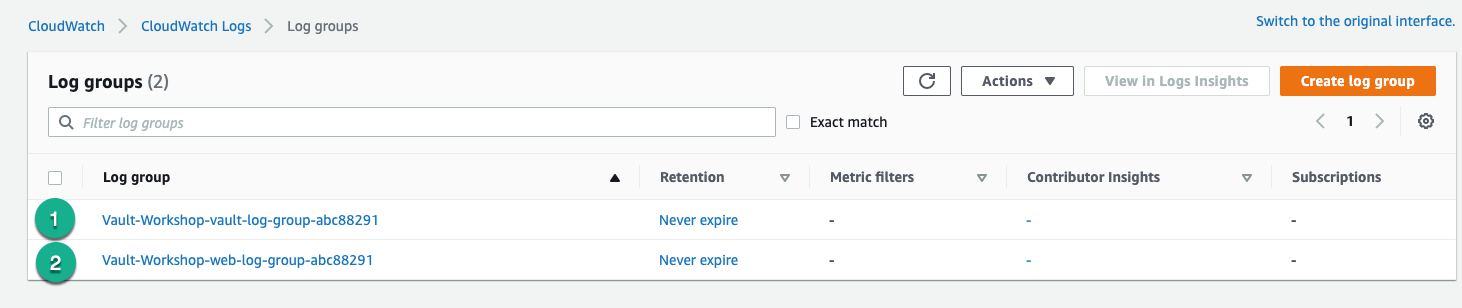 CloudWatch CloudWatch Logs Log groups
Switch to the original interface.
Log groups (2)
Actions View in Logs Insights Create log group
Filter log groups Exact match 1
Log group Retention Metric filters Contributor Insights Subscriptions
1 Vault-Workshop-vault-log-group-abc88291 Never expire - - -
2 Vault-Workshop-web-log-group-abc88291 Never expire - - -